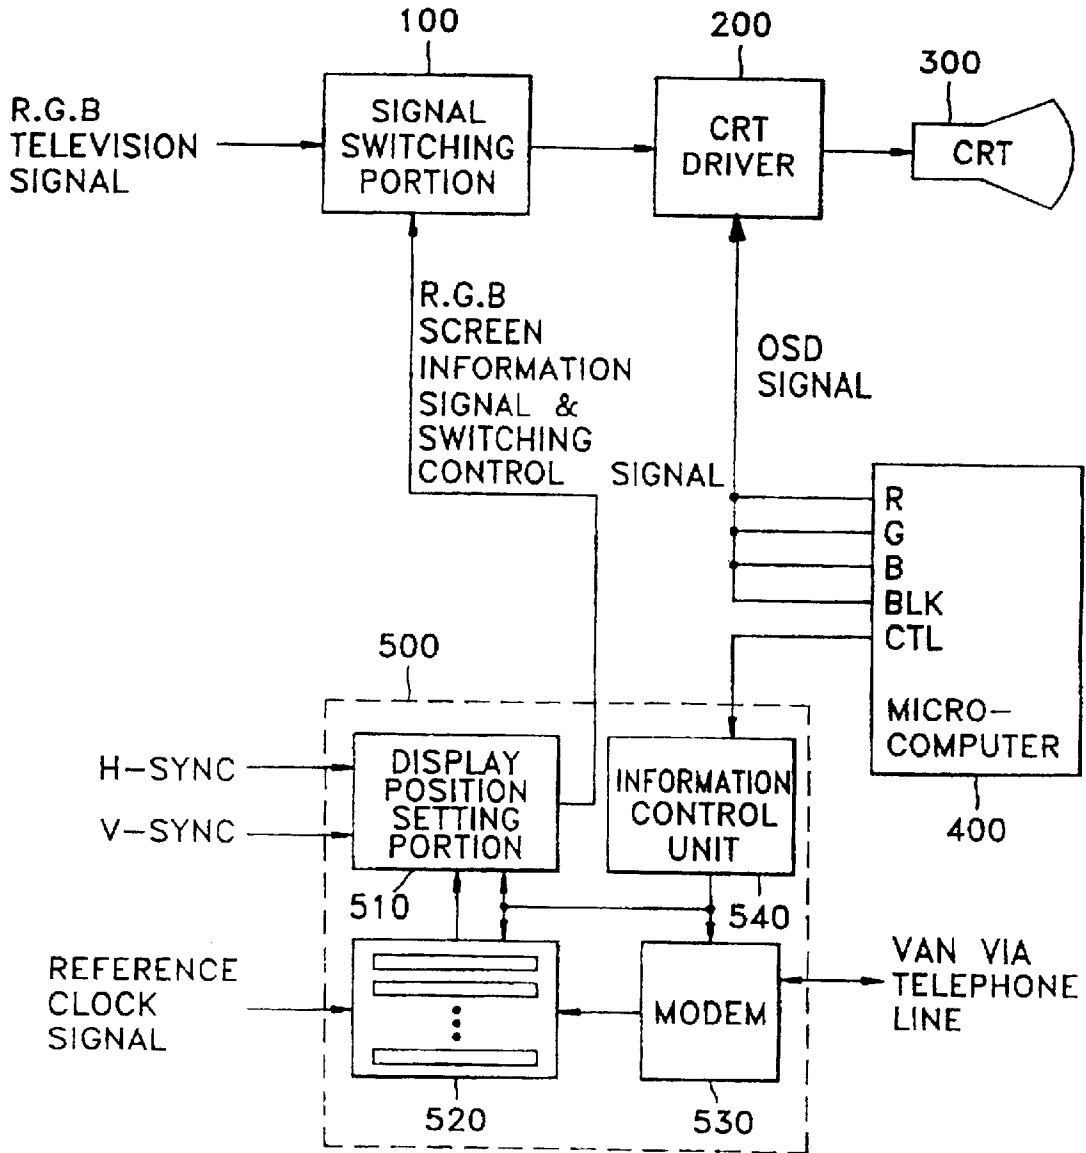 100
200
300
R.G.B
TELEVISION
SIGNAL
SIGNAL
SWITCHING
PORTION
CRT
DRIVER
CRT
R.G.B
SCREEN
INFORMATION
SIGNAL &
SWITCHING
CONTROL SIGNAL
OSD
SIGNAL
R
G
B
BLK
CTL
MICRO-
COMPUTER
400
500
H-SYNC
V-SYNC
DISPLAY
POSITION
SETTING
PORTION
510
INFORMATION
CONTROL
UNIT
540
REFERENCE
CLOCK
SIGNAL
520
MODEM
530
VAN VIA
TELEPHONE
LINE